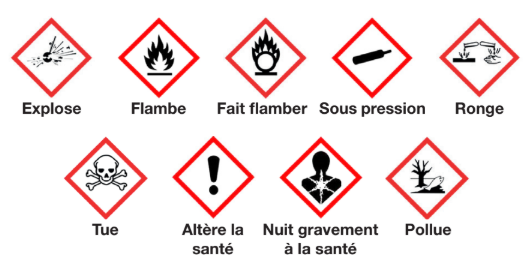 Explose
Flambe
Fait flamber
Sous pression
Ronge
Tue
Altère la
santé
Nuit gravement
à la santé
Pollue